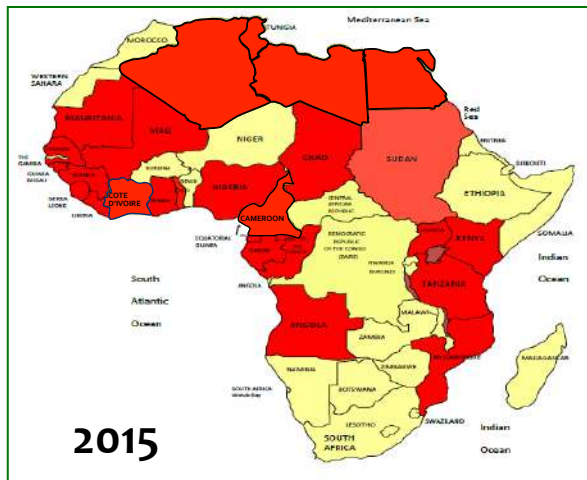 Mediterranean Sea
TUNISIA
MOROCCO
WESTERN
SAHARA
MAURITANIA
MALI
NIGER
CHAD
SUDAN
Red
Sea
ERITREA
DJIBOUTI
THE
GAMBIA
GUINEA
BISSAU
SIERRA
LEONE
LIBERIA
COTE
D'IVOIRE
BENIN
NIGERIA
CAMEROON
CENTRAL
AFRICAN
REPUBLIC
ETHIOPIA
SOMALIA
EQUATORIAL
GUINEA
DEMOCRATIC
REPUBLIC
OF THE CONGO
(ZAIRE)
RWANDA
BURUNDI
KENYA
TANZANIA
Indian
Ocean
South
Atlantic
Ocean
ANGOLA
ANGOLA
ZAMBIA
MALAWI
MOZAMBIQUE
MADAGASCAR
NAMIBIA
ZIMBABWE
BOTSWANA
SOUTH AFRICA
Walvis Bay
SWAZILAND
LESOTHO
SOUTH
AFRICA
Indian
Ocean
2015